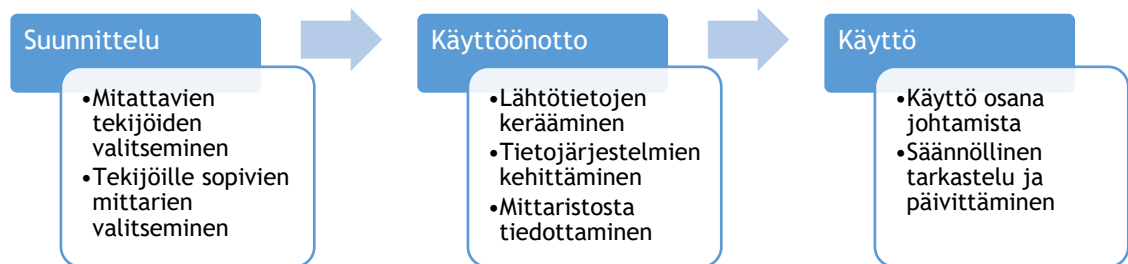 Suunnittelu
•Mitattavien
tekijöiden
valitseminen
•Tekijöille sopivien
mittarien
valitseminen
Käyttöönotto
•Lähtötietojen
kerääminen
•Tietojärjestelmien
kehittäminen
•Mittaristosta
tiedottaminen
Käyttö
•Käyttö osana
johtamista
•Säännöllinen
tarkastelu ja
päivittäminen